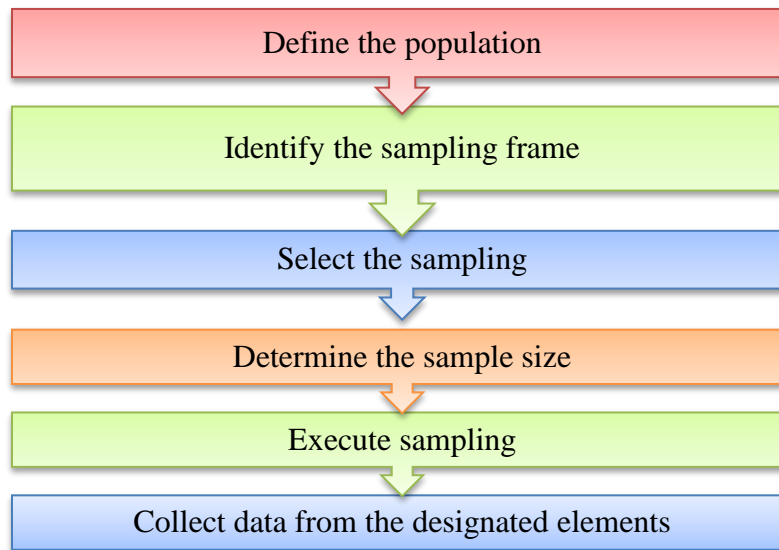 Define the population
Identify the sampling frame
Select the sampling
Determine the sample size
Execute sampling
Collect data from the designated elements